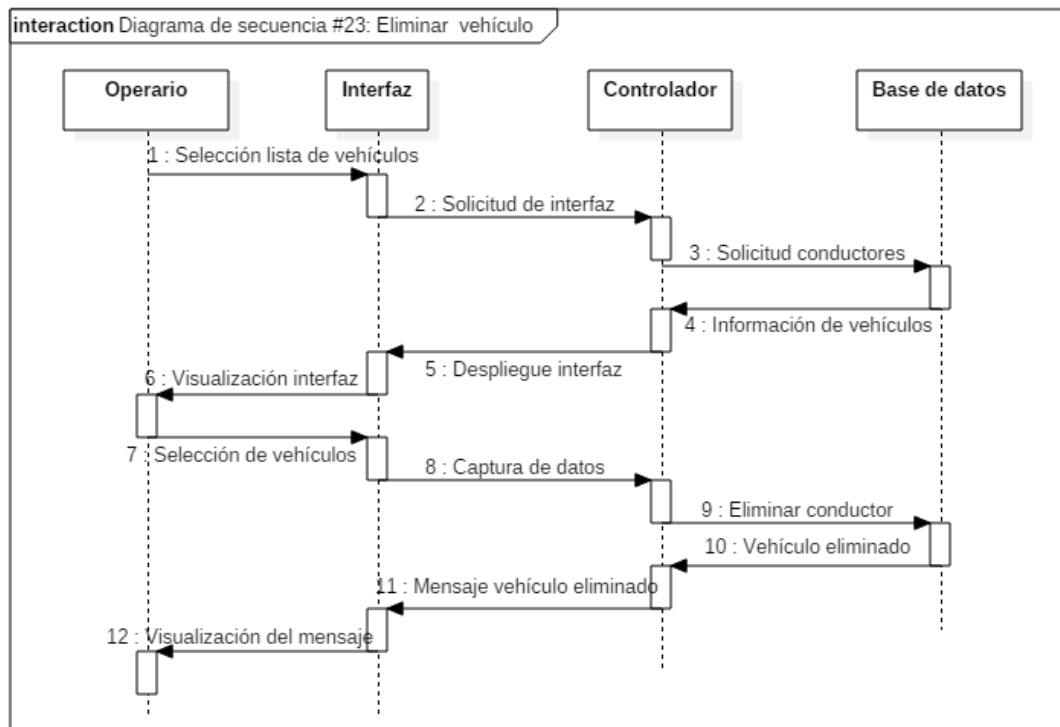 interaction Diagrama de secuencia #23: Eliminar vehículo
Operario
Interfaz
Controlador
Base de datos
1 : Selección lista de vehículos
2 : Solicitud de interfaz
3 : Solicitud conductores
4 : Información de vehículos
5 : Despliegue interfaz
6 : Visualización interfaz
7 : Selección de vehículos
8 : Captura de datos
9 : Eliminar conductor
10 : Vehículo eliminado
11 : Mensaje vehículo eliminado
12 : Visualización del mensaje